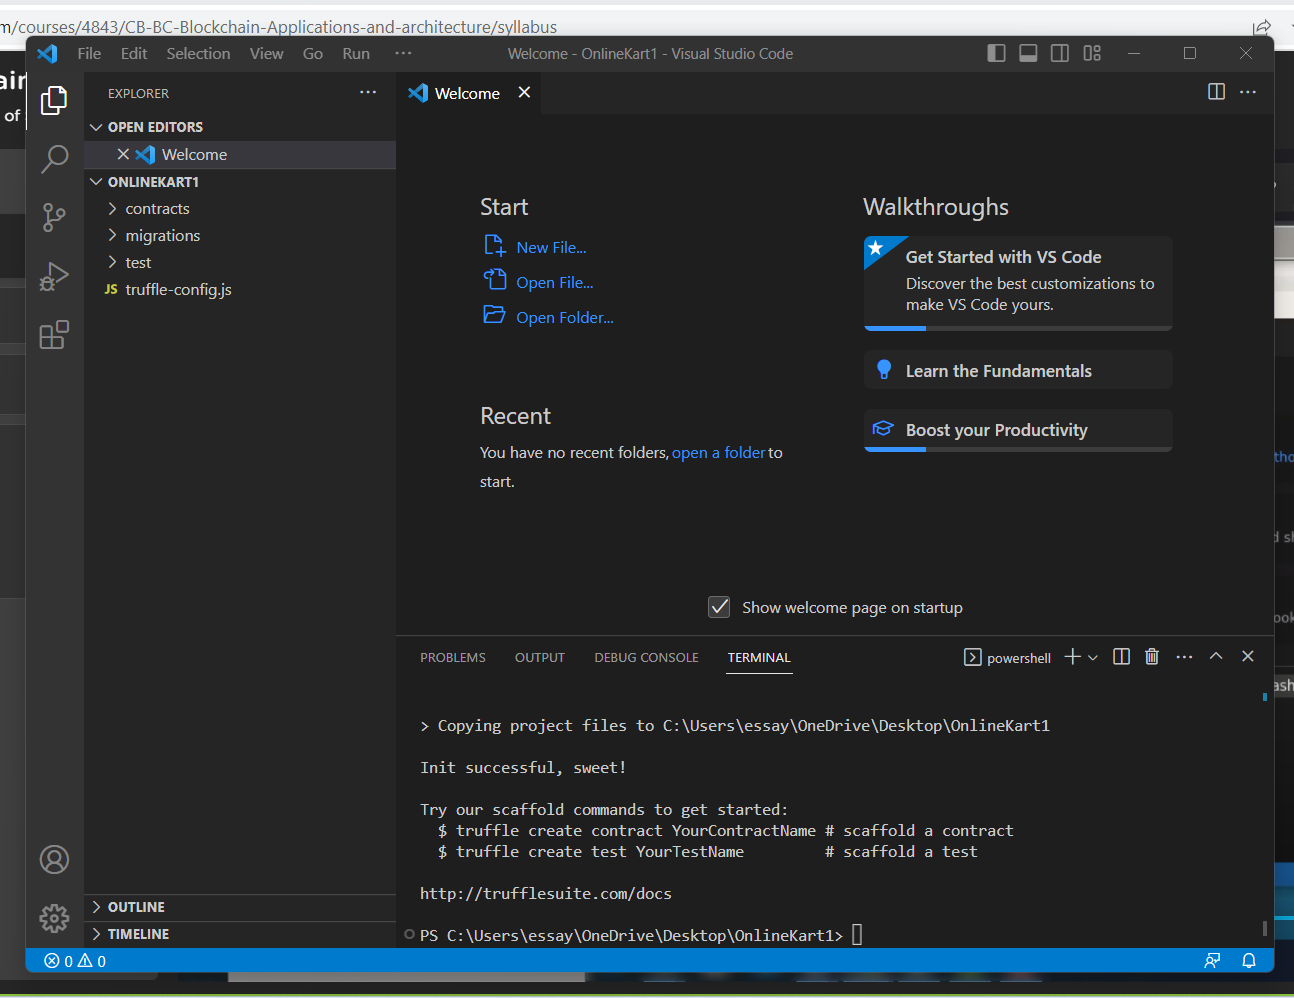 m/courses/4843/CB-BC-Blockchain-Applications-and-architecture/syllabus
File Edit Selection View Go Run ··· Welcome - OnlineKart1 - Visual Studio Code
of
EXPLORER ···
Welcome
OPEN EDITORS
Welcome
ONLINEKART1
contracts
migrations
test
JS truffle-config.js
Start
New File...
Open File...
Open Folder...
Recent
You have no recent folders, open a folder to
start.
Walkthroughs
Get Started with VS Code
Discover the best customizations to
make VS Code yours.
Learn the Fundamentals
Boost your Productivity
Show welcome page on startup
PROBLEMS OUTPUT DEBUG CONSOLE TERMINAL powershell
> Copying project files to C:\Users\essay\OneDrive\Desktop\OnlineKart1
Init successful, sweet!
Try our scaffold commands to get started:
$ truffle create contract YourContractName # scaffold a contract
$ truffle create test YourTestName # scaffold a test
http://trufflesuite.com/docs
PS C:\Users\essay\OneDrive\Desktop\OnlineKart1>
OUTLINE
TIMELINE
0 0